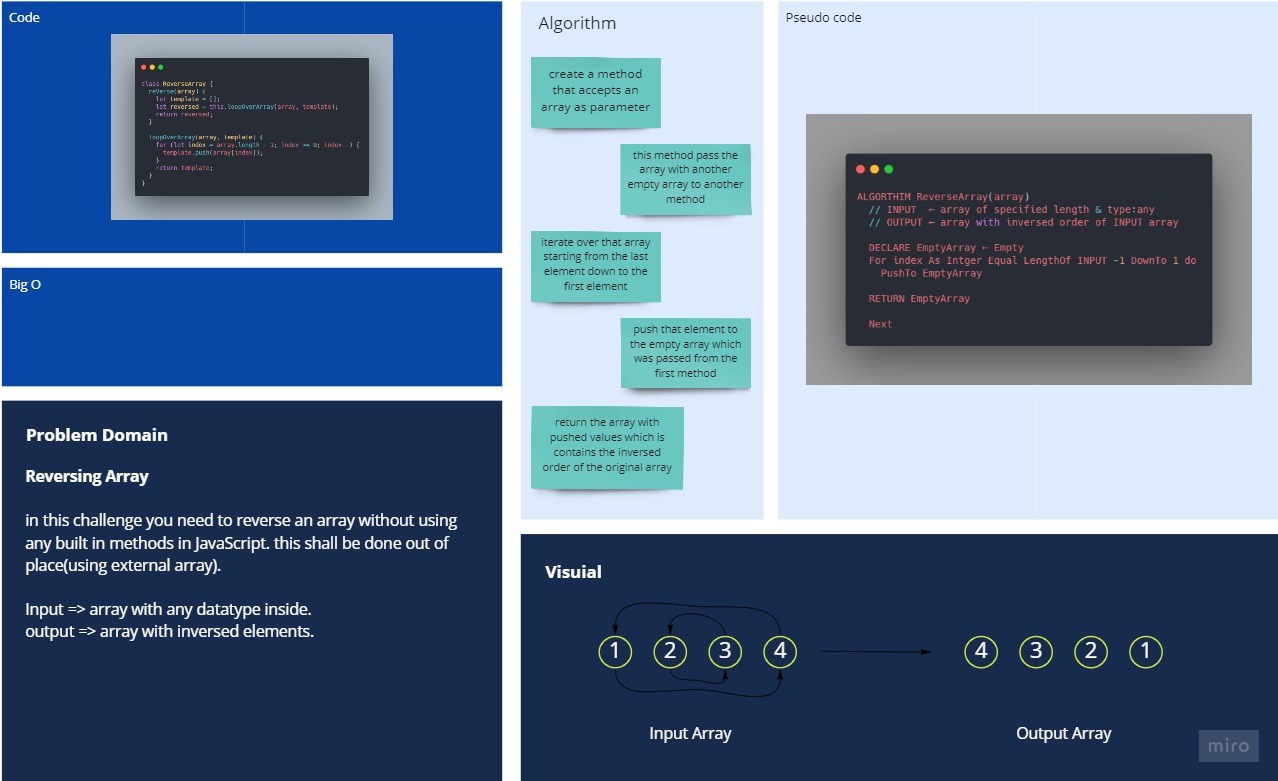 Code
class ReverseArray {
reVerse(array) {
let template = [];
let reversed = this.loopOverArray(array, template);
return reversed;
}
loopOverArray(array, template) {
for (let index = array.length - 1; index >= 0; index--) {
template.push(array[index]);
}
return template;
}
}
Big O
Problem Domain
Reversing Array
in this challenge you need to reverse an array without using
any built in methods in JavaScript. this shall be done out of
place(using external array).
Input => array with any datatype inside.
output => array with inversed elements.
Algorithm
create a method
that accepts an
array as parameter
this method pass the
array with another
empty array to another
method
iterate over that array
starting from the last
element down to the
first element
push that element to
the empty array which
was passed from the
first method
return the array with
pushed values which is
contains the inversed
order of the original array
Pseudo code
ALGORTHIM ReverseArray(array)
// INPUT ← array of specified length & type:any
// OUTPUT ← array with inversed order of INPUT array
DECLARE EmptyArray ← Empty
For index As Intger Equal LengthOf INPUT -1 DownTo 1 do
PushTo EmptyArray
RETURN EmptyArray
Next
Visuial
1 2 3 4
4 3 2 1
Input Array
Output Array
miro